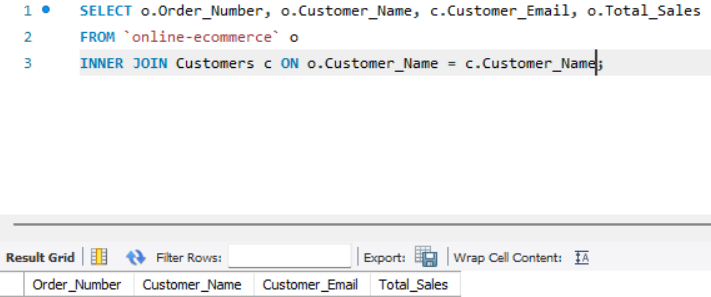 1 SELECT o.Order_Number, o.Customer_Name, c.Customer_Email, o.Total_Sales
2 FROM `online-ecommerce` o
3 INNER JOIN Customers c ON o.Customer_Name = c.Customer_Name;
Result Grid Filter Rows: Export: Wrap Cell Content: IA
Order_Number Customer_Name Customer_Email Total_Sales